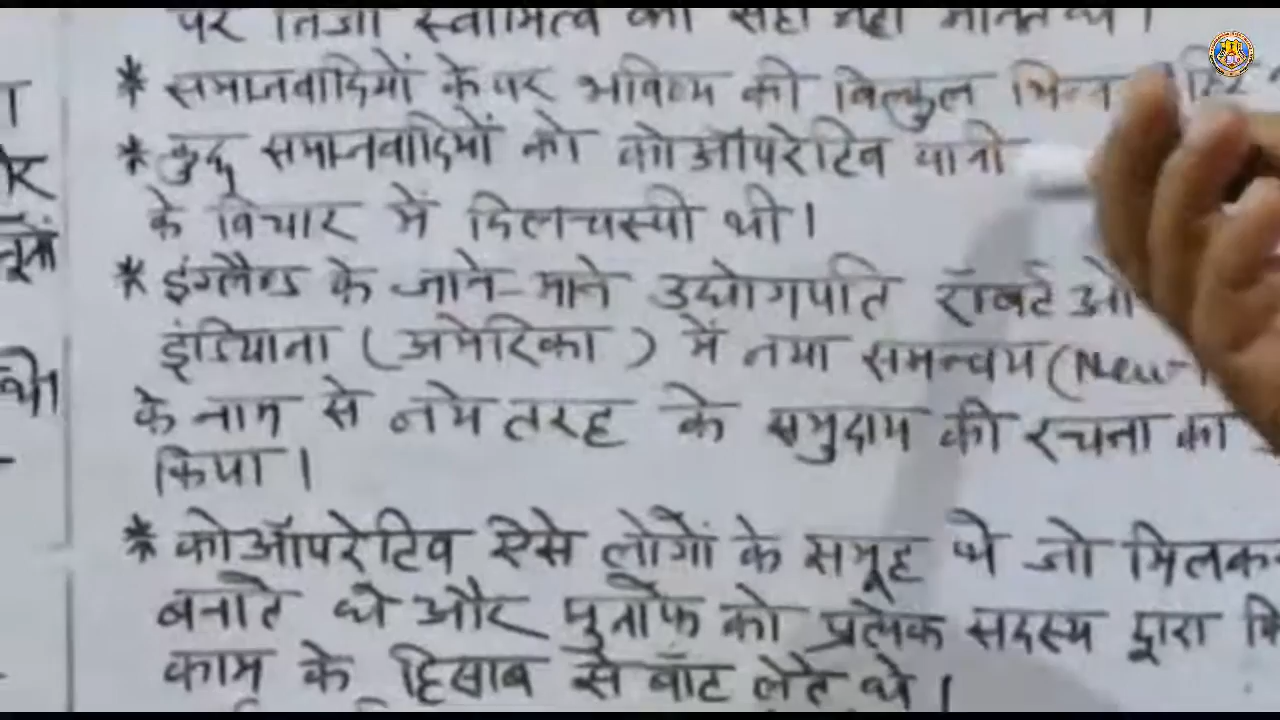 पर निजी स्वामित्व को सही नहीं मानते थे।
* समाजवादियों के पर भविष्य की बिल्कुल भिन्न
* कुछ समाजवादियों को कोऑपरेटिव यानी
के विचार में दिलचस्पी थी।
* इंग्लैण्ड के जाने-माने उद्योगपति रॉबर्ट ओ
इंडियाना (अमेरिका) में नया समन्वय (New-
के नाम से नये तरह के समुदाय की रचना का
किया।
* कोऑपरेटिव ऐसे लोगों के समूह थे जो मिलक
बनाते थे और मुनाफे को प्रत्येक सदस्य द्वारा कि
काम के हिसाब से बाँट लेते थे।